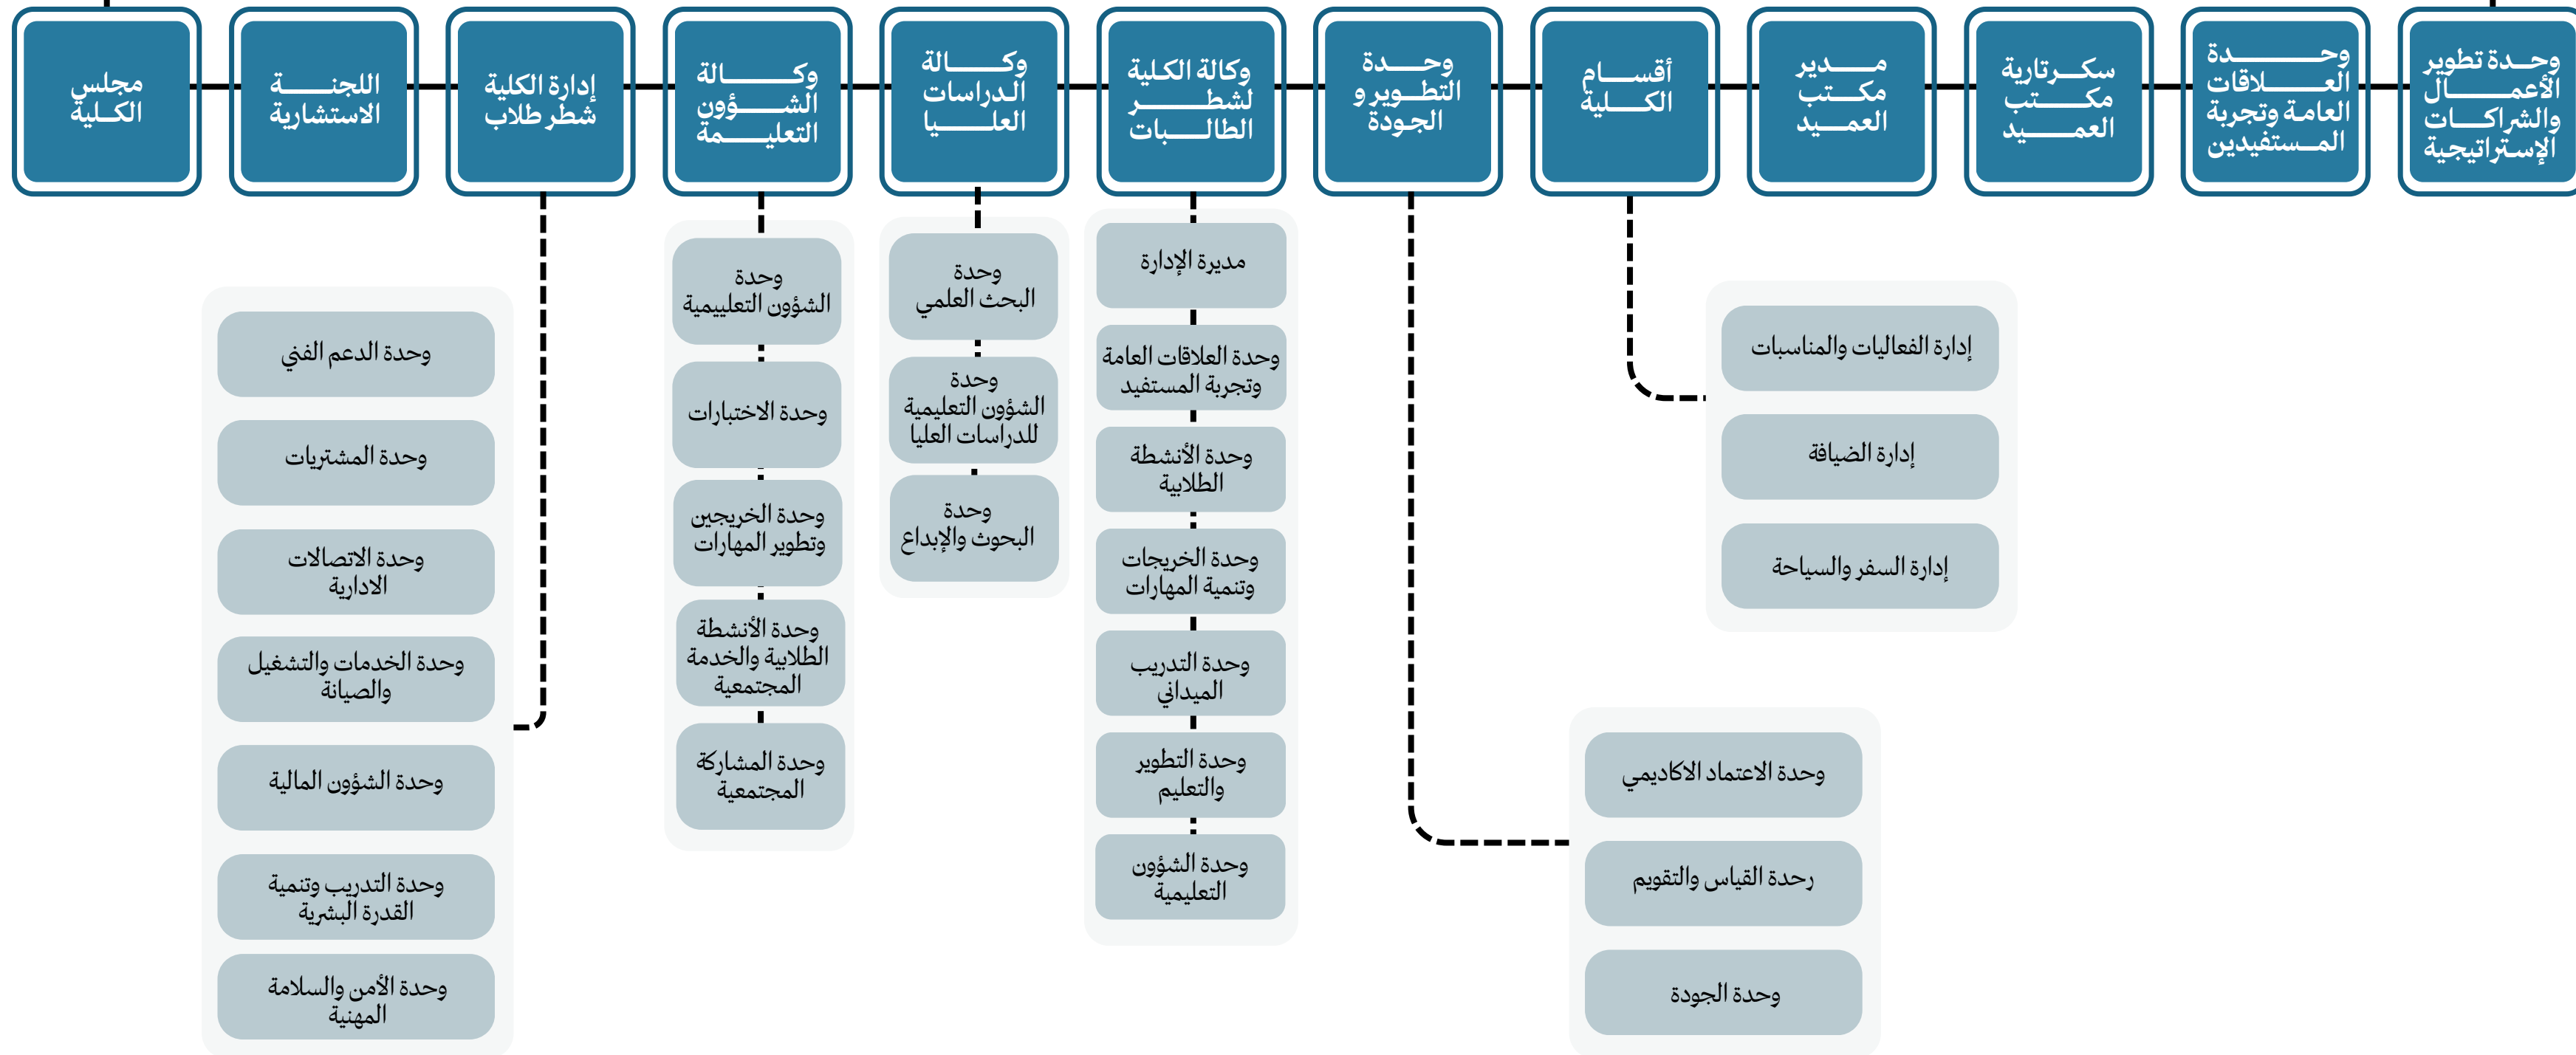 وحدة تطوير
الأعمال
والشراكات
الإستراتيجية
وحدة
العلاقات
العامة وتجربة
المستفيدين
سكرتارية
مكتب
العميد
مدير
مكتب
العميد
أقسام
الكلية
وحدة
التطوير و
الجودة
وكالة الكلية
لشطر
الطالبات
وكالة
الدراسات
العليا
وكالة
الشؤون
التعليمة
إدارة الكلية
شطر طلاب
اللجنة
الاستشارية
مجلس
الكلية
إدارة الفعاليات والمناسبات
إدارة الضيافة
إدارة السفر والسياحة
وحدة الاعتماد الاكاديمي
رحدة القياس والتقويم
وحدة الجودة
مديرة الإدارة
وحدة العلاقات العامة
وتجربة المستفيد
وحدة الأنشطة
الطلابية
وحدة الخريجات
وتنمية المهارات
وحدة التدريب
الميداني
وحدة التطوير
والتعليم
وحدة الشؤون
التعليمية
وحدة
البحث العلمي
وحدة
الشؤون التعليمية
للدراسات العليا
وحدة
البحوث والإبداع
وحدة
الشؤون التعلييمية
وحدة الاختبارات
وحدة الخريجين
وتطوير المهارات
وحدة الأنشطة
الطلابية والخدمة
المجتمعية
وحدة المشاركة
المجتمعية
وحدة الدعم الفني
وحدة المشتريات
وحدة الاتصالات
الادارية
وحدة الخدمات والتشغيل
والصيانة
وحدة الشؤون المالية
وحدة التدريب وتنمية
القدرة البشرية
وحدة الأمن والسلامة
المهنية